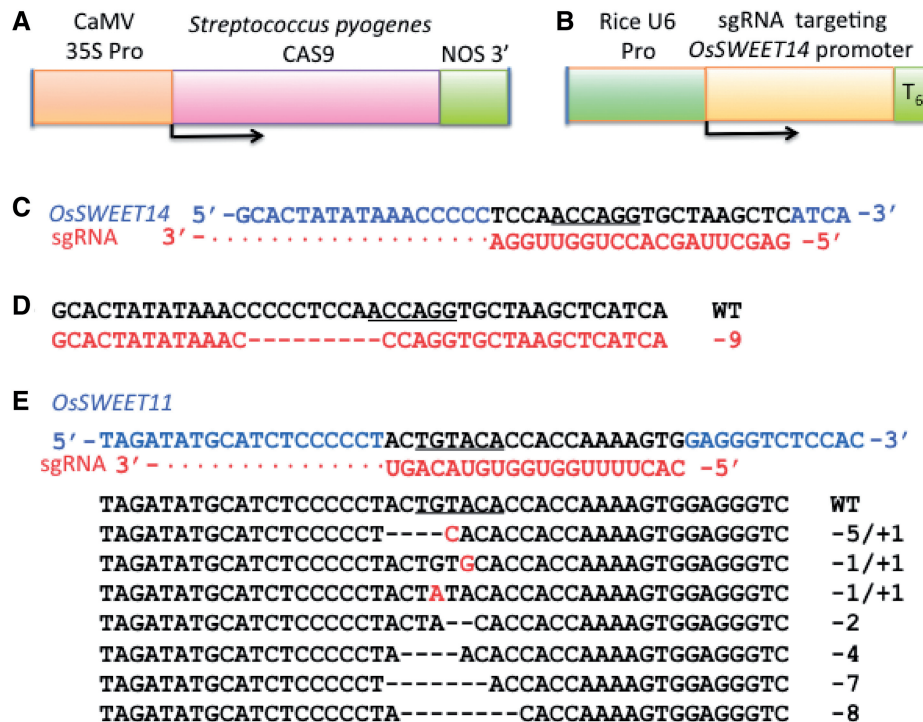 A
CaMV
35S Pro
Streptococcus pyogenes
CAS9
NOS 3′
B
Rice U6
Pro
sgRNA targeting
OsSWEET14 promoter
T6
C
OsSWEET14 5′-GCACTATATAAACCCCCTCCAACCAGGTGCTAAGCTCATCA-3′
sgRNA 3′-····················AGGUUGGUCCACGAUUCGAG-5′
D
GCACTATATAAACCCCCTCCAACCAGGTGCTAAGCTCATCA WT
GCACTATATAAAC---------CCAGGTGCTAAGCTCATCA -9
E
OsSWEET11
5′-TAGATATGCATCTCCCCCTACTGTACACCACCAAAAGTGGAGGGTCTCCAC-3′
sgRNA 3′-···············UGACAUGUGGUGGUUUUCAC-5′
TAGATATGCATCTCCCCCTACTGTACACCACCAAAAGTGGAGGGTC WT
TAGATATGCATCTCCCCCT----CACACCACCAAAAGTGGAGGGTC -5/+1
TAGATATGCATCTCCCCCTACTGTGCACCACCAAAAGTGGAGGGTC -1/+1
TAGATATGCATCTCCCCCTACTATACACCACCAAAAGTGGAGGGTC -1/+1
TAGATATGCATCTCCCCCTACTA--CACCACCAAAAGTGGAGGGTC -2
TAGATATGCATCTCCCCCTA----ACACCACCAAAAGTGGAGGGTC -4
TAGATATGCATCTCCCCCT-------ACCACCAAAAGTGGAGGGTC -7
TAGATATGCATCTCCCCCTA--------CACCAAAAGTGGAGGGTC -8